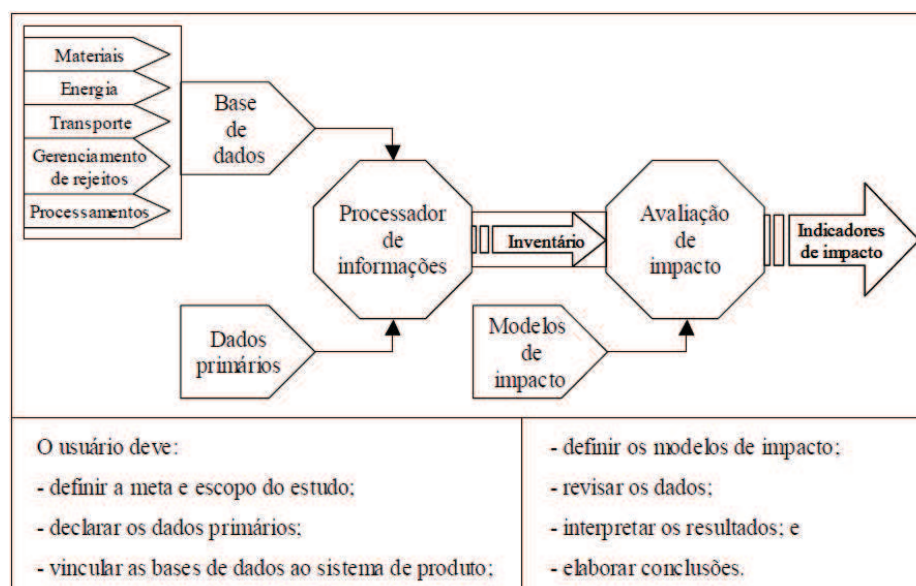 Materiais
Energia
Transporte
Gerenciamento
de rejeitos
Processamentos
Base
de
dados
Processador
de
informações
Inventário
Avaliação
de
impacto
Indicadores
de impacto
Dados
primários
Modelos
de
impacto
O usuário deve:
- definir a meta e escopo do estudo;
- declarar os dados primários;
- vincular as bases de dados ao sistema de produto;
- definir os modelos de impacto;
- revisar os dados;
- interpretar os resultados; e
- elaborar conclusões.